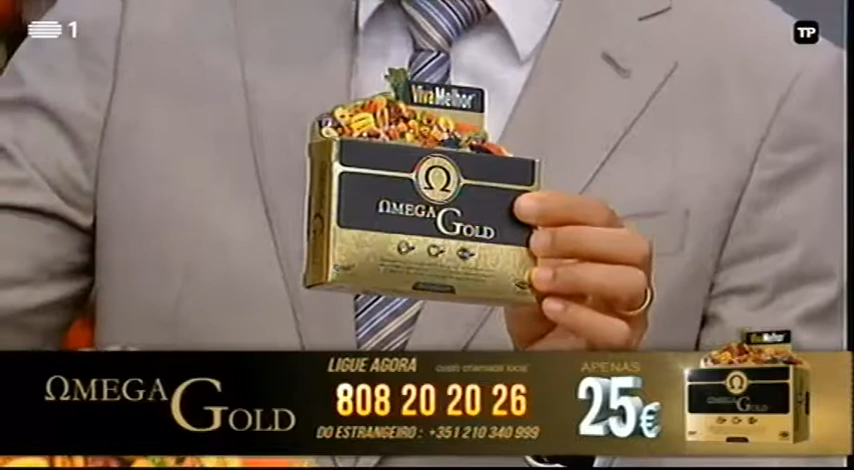 1
TP
VivaMelhor
Ω
ΩMEGA
GOLD
ΩMEGA GOLD
LIGUE AGORA custo chamada local
808 20 20 26
DO ESTRANGEIRO : +351 210 340 999
APENAS
25€
VivaMelhor
Ω
ΩMEGA
GOLD